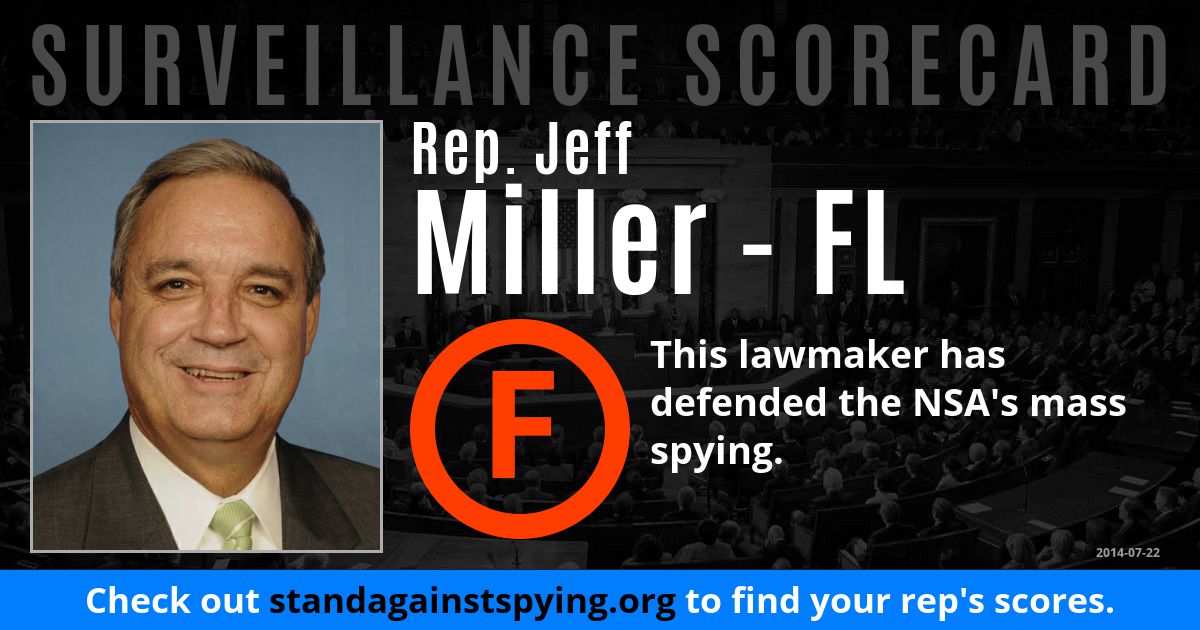 SURVEILLANCE SCORECARD
Rep. Jeff
Miller - FL
F
This lawmaker has
defended the NSA's mass
spying.
2014-07-22
Check out standagainstspying.org to find your rep's scores.